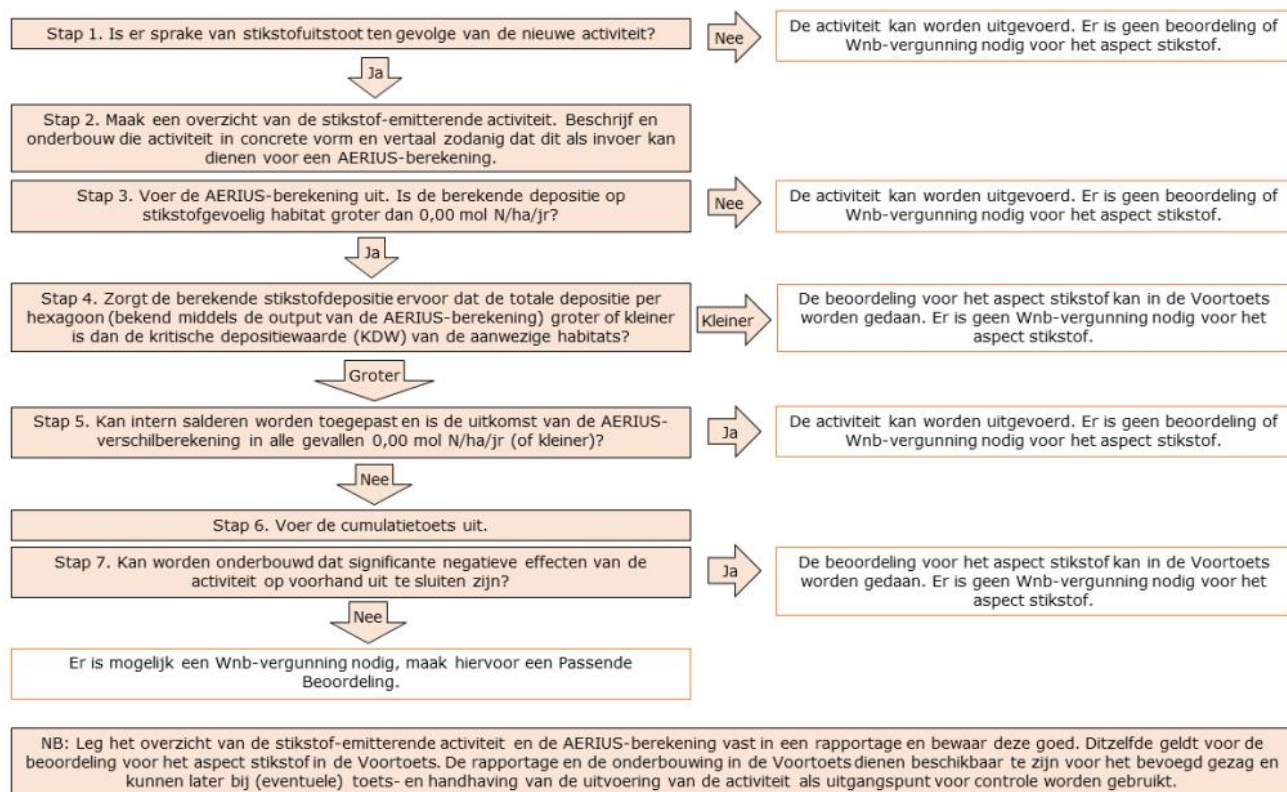 Stap 1. Is er sprake van stikstofuitstoot ten gevolge van de nieuwe activiteit?
Nee
De activiteit kan worden uitgevoerd. Er is geen beoordeling of
Wnb-vergunning nodig voor het aspect stikstof.
Ja
Stap 2. Maak een overzicht van de stikstof-emitterende activiteit. Beschrijf en
onderbouw die activiteit in concrete vorm en vertaal zodanig dat dit als invoer kan
dienen voor een AERIUS-berekening.
Stap 3. Voer de AERIUS-berekening uit. Is de berekende depositie op
stikstofgevoelig habitat groter dan 0,00 mol N/ha/jr?
Nee
De activiteit kan worden uitgevoerd. Er is geen beoordeling of
Wnb-vergunning nodig voor het aspect stikstof.
Ja
Stap 4. Zorgt de berekende stikstofdepositie ervoor dat de totale depositie per
hexagoon (bekend middels de output van de AERIUS-berekening) groter of kleiner
is dan de kritische depositiewaarde (KDW) van de aanwezige habitats?
Kleiner
De beoordeling voor het aspect stikstof kan in de Voortoets
worden gedaan. Er is geen Wnb-vergunning nodig voor het
aspect stikstof.
Groter
Stap 5. Kan intern salderen worden toegepast en is de uitkomst van de AERIUS-
verschilberekening in alle gevallen 0,00 mol N/ha/jr (of kleiner)?
Ja
De activiteit kan worden uitgevoerd. Er is geen beoordeling of
Wnb-vergunning nodig voor het aspect stikstof.
Nee
Stap 6. Voer de cumulatietoets uit.
Stap 7. Kan worden onderbouwd dat significante negatieve effecten van de
activiteit op voorhand uit te sluiten zijn?
Ja
De beoordeling voor het aspect stikstof kan in de Voortoets
worden gedaan. Er is geen Wnb-vergunning nodig voor het
aspect stikstof.
Nee
Er is mogelijk een Wnb-vergunning nodig, maak hiervoor een Passende
Beoordeling.
NB: Leg het overzicht van de stikstof-emitterende activiteit en de AERIUS-berekening vast in een rapportage en bewaar deze goed. Ditzelfde geldt voor de
beoordeling voor het aspect stikstof in de Voortoets. De rapportage en de onderbouwing in de Voortoets dienen beschikbaar te zijn voor het bevoegd gezag en
kunnen later bij (eventuele) toets- en handhaving van de uitvoering van de activiteit als uitgangspunt voor controle worden gebruikt.